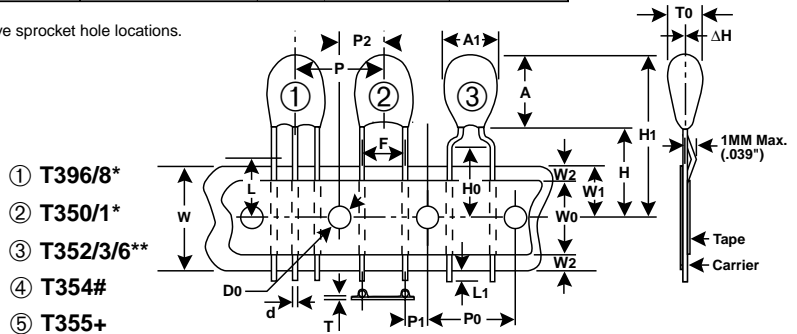 ve sprocket hole locations.
① T396/8*
② T350/1*
③ T352/3/6**
④ T354#
⑤ T355+
P2
A1
T0
ΔH
P
①
②
③
A
H1
H
1MM Max.
(.039")
F
L
H0
W2
W1
W
W0
W2
Tape
Carrier
D0
d
T
P1
P0
L1